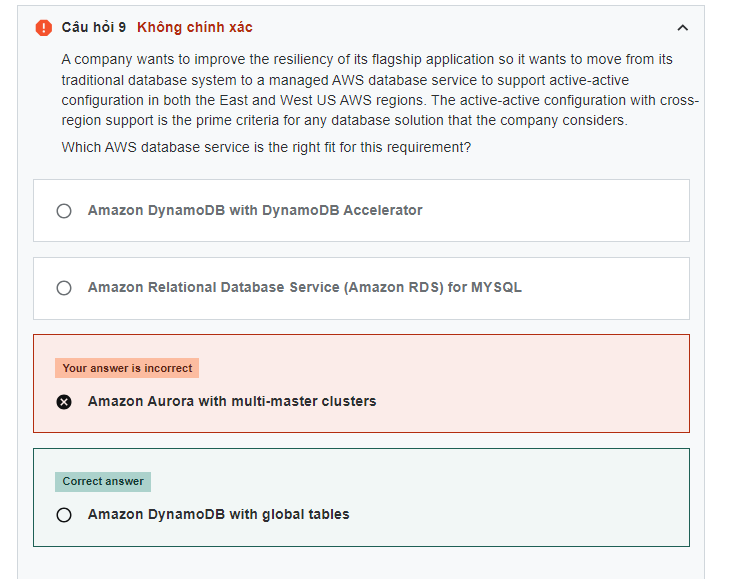 Câu hỏi 9 Không chính xác
A company wants to improve the resiliency of its flagship application so it wants to move from its
traditional database system to a managed AWS database service to support active-active
configuration in both the East and West US AWS regions. The active-active configuration with cross-
region support is the prime criteria for any database solution that the company considers.
Which AWS database service is the right fit for this requirement?
Amazon DynamoDB with DynamoDB Accelerator
Amazon Relational Database Service (Amazon RDS) for MYSQL
Your answer is incorrect
Amazon Aurora with multi-master clusters
Correct answer
Amazon DynamoDB with global tables